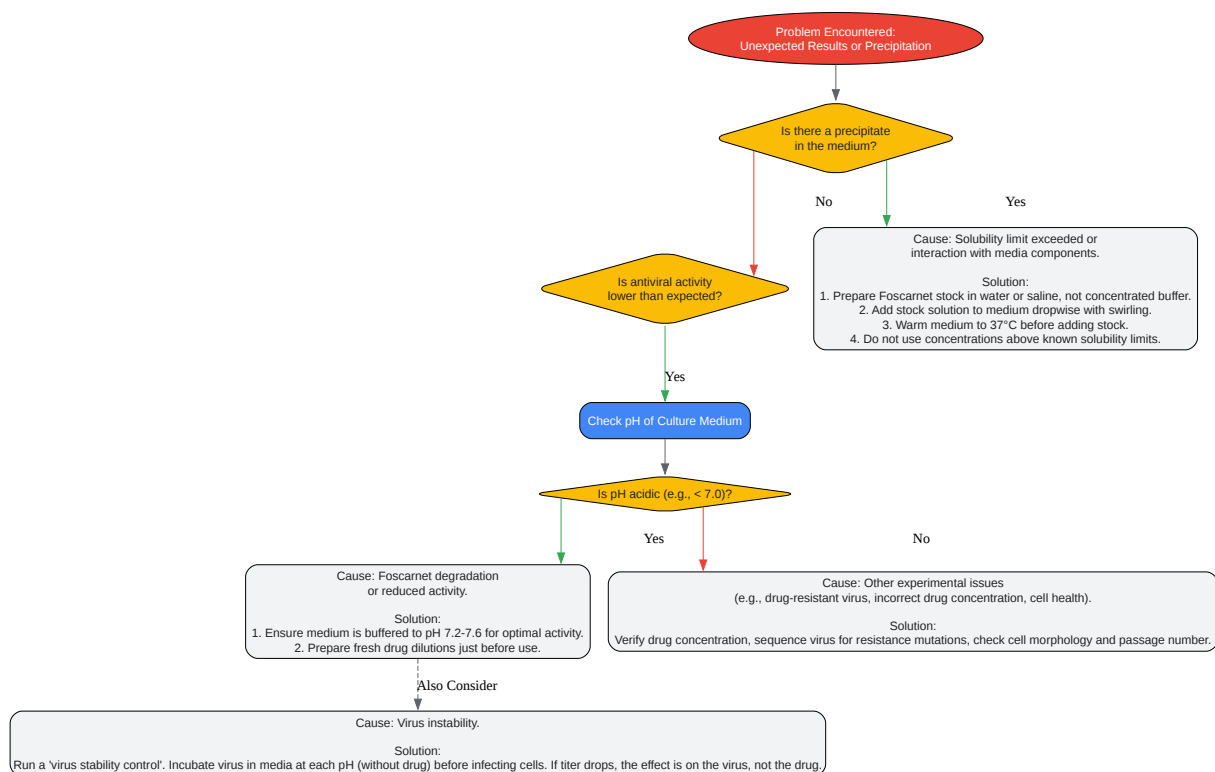 Problem Encountered:
Unexpected Results or Precipitation
Is there a precipitate
in the medium?
No
Yes
Cause: Solubility limit exceeded or
interaction with media components.
Solution:
1. Prepare Foscarnet stock in water or saline, not concentrated buffer.
2. Add stock solution to medium dropwise with swirling.
3. Warm medium to 37°C before adding stock.
4. Do not use concentrations above known solubility limits.
Is antiviral activity
lower than expected?
Yes
Check pH of Culture Medium
Is pH acidic (e.g., < 7.0)?
Yes
No
Cause: Foscarnet degradation
or reduced activity.
Solution:
1. Ensure medium is buffered to pH 7.2-7.6 for optimal activity.
2. Prepare fresh drug dilutions just before use.
Cause: Other experimental issues
(e.g., drug-resistant virus, incorrect drug concentration, cell health).
Solution:
Verify drug concentration, sequence virus for resistance mutations, check cell morphology and passage number.
Also Consider
Cause: Virus instability.
Solution:
Run a 'virus stability control'. Incubate virus in media at each pH (without drug) before infecting cells. If titer drops, the effect is on the virus, not the drug.